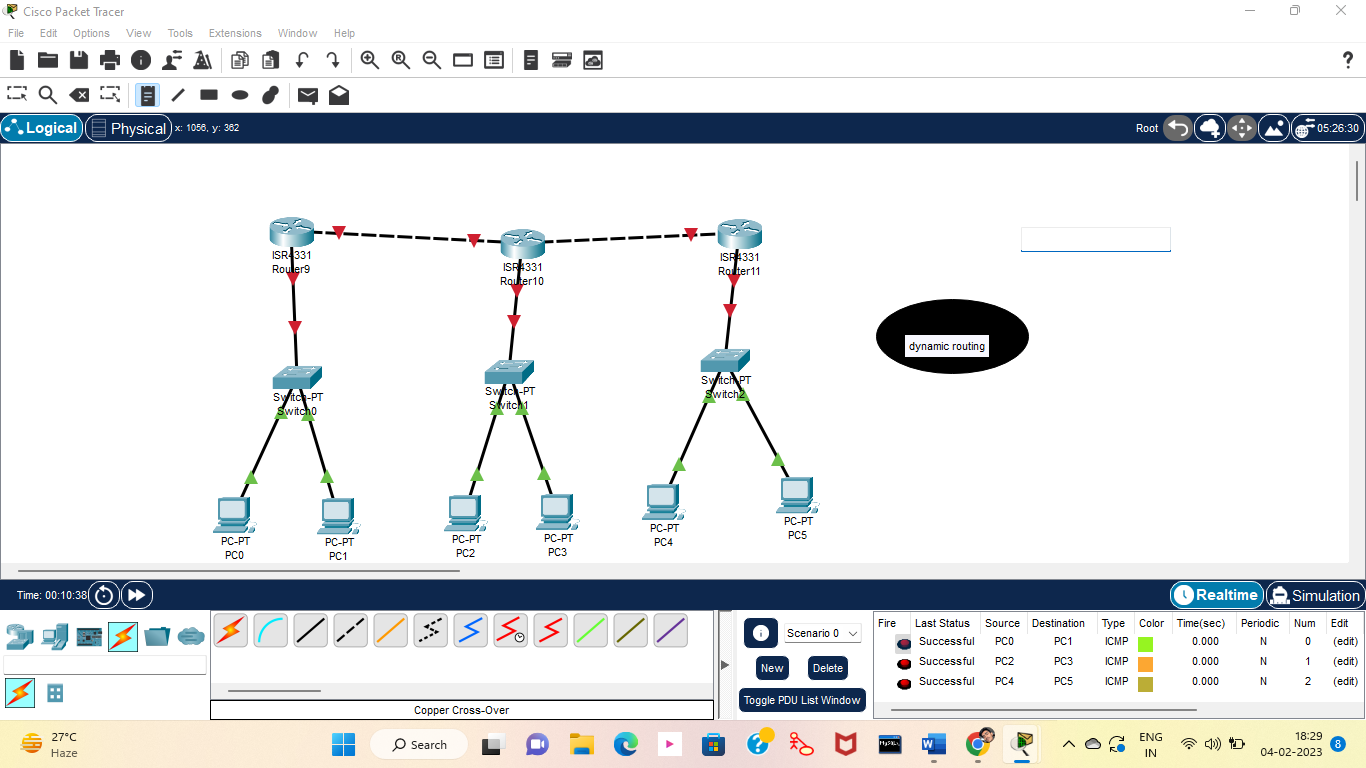 Cisco Packet Tracer
File Edit Options View Tools Extensions Window Help
Logical Physical x: 1056, y: 362 Root 05:26:30
ISR4331
Router9
ISR4331
Router10
ISR4331
Router11
dynamic routing
Switch-PT
Switch0
Switch-PT
Switch1
Switch-PT
Switch2
PC-PT
PC0
PC-PT
PC1
PC-PT
PC2
PC-PT
PC3
PC-PT
PC4
PC-PT
PC5
Time: 00:10:38 Realtime Simulation
Scenario 0
New Delete
Toggle PDU List Window
Fire Last Status Source Destination Type Color Time(sec) Periodic Num Edit
Successful PC0 PC1 ICMP 0.000 N 0 (edit)
Successful PC2 PC3 ICMP 0.000 N 1 (edit)
Successful PC4 PC5 ICMP 0.000 N 2 (edit)
Copper Cross-Over
27°C
Haze
Search
ENG
IN
18:29
04-02-2023
8